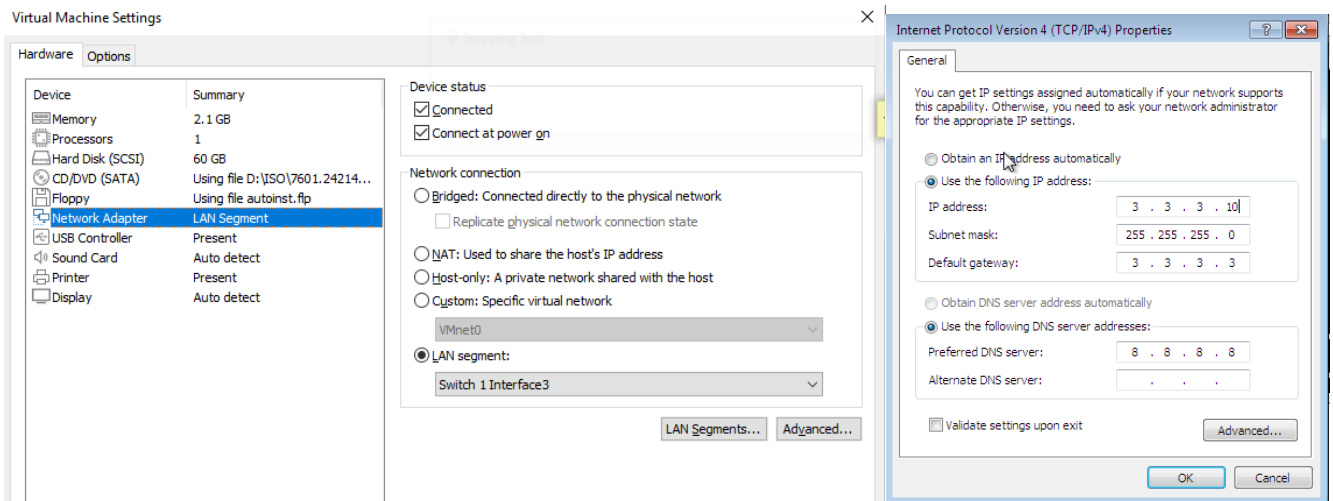 Virtual Machine Settings
Hardware Options
Device Summary
Memory 2.1 GB
Processors 1
Hard Disk (SCSI) 60 GB
CD/DVD (SATA) Using file D:\ISO\7601.24214...
Floppy Using file autoinst.flp
Network Adapter LAN Segment
USB Controller Present
Sound Card Auto detect
Printer Present
Display Auto detect
Device status
Connected
Connect at power on
Network connection
Bridged: Connected directly to the physical network
Replicate physical network connection state
NAT: Used to share the host's IP address
Host-only: A private network shared with the host
Custom: Specific virtual network
VMnet0
LAN segment:
Switch 1 Interface3
LAN Segments... Advanced...
Internet Protocol Version 4 (TCP/IPv4) Properties
General
You can get IP settings assigned automatically if your network supports
this capability. Otherwise, you need to ask your network administrator
for the appropriate IP settings.
Obtain an IP address automatically
Use the following IP address:
IP address: 3 . 3 . 3 . 10
Subnet mask: 255 . 255 . 255 . 0
Default gateway: 3 . 3 . 3 . 3
Obtain DNS server address automatically
Use the following DNS server addresses:
Preferred DNS server: 8 . 8 . 8 . 8
Alternate DNS server: . . .
Validate settings upon exit
Advanced...
OK Cancel